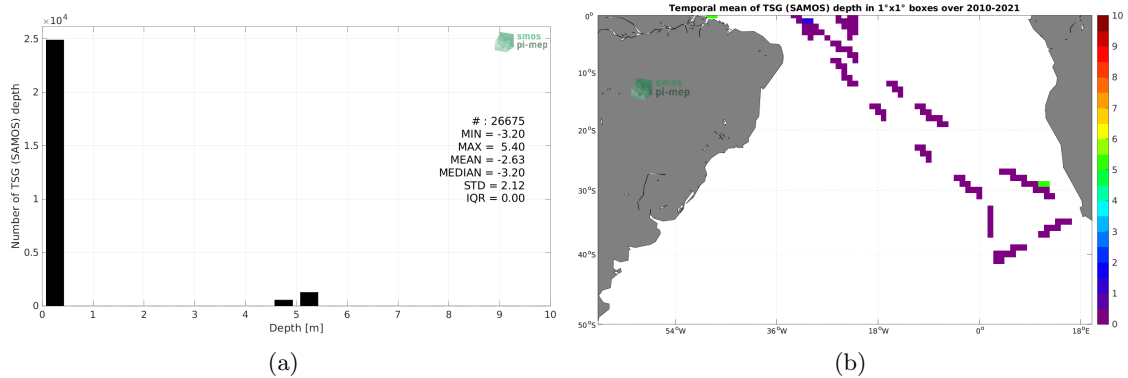 ×10⁴
2.5
2
1.5
1
0.5
0
0 1 2 3 4 5 6 7 8 9 10
Number of TSG (SAMOS) depth
Depth [m]
smos
pi-mep
# : 26675
MIN = -3.20
MAX = 5.40
MEAN = -2.63
MEDIAN = -3.20
STD = 2.12
IQR = 0.00
(a)
Temporal mean of TSG (SAMOS) depth in 1°x1° boxes over 2010-2021
0°
10°S
20°S
30°S
40°S
50°S
54°W 36°W 18°W 0° 18°E
smos
pi-mep
10
9
8
7
6
5
4
3
2
1
0
(b)